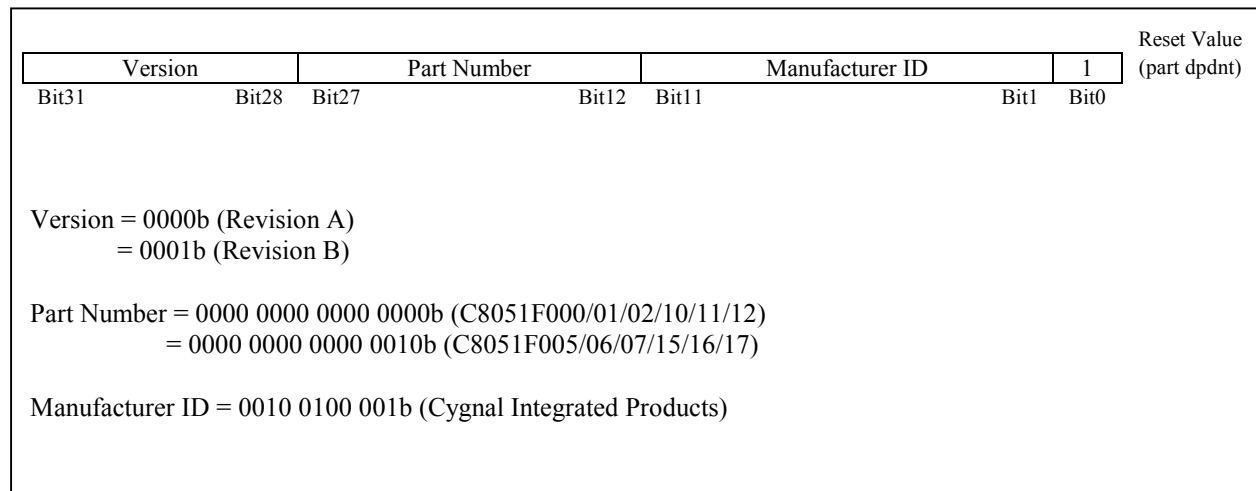 Reset Value
Version Part Number Manufacturer ID 1 (part dpdnt)
Bit31 Bit28 Bit27 Bit12 Bit11 Bit1 Bit0
Version = 0000b (Revision A)
= 0001b (Revision B)
Part Number = 0000 0000 0000 0000b (C8051F000/01/02/10/11/12)
= 0000 0000 0000 0010b (C8051F005/06/07/15/16/17)
Manufacturer ID = 0010 0100 001b (Cygnal Integrated Products)